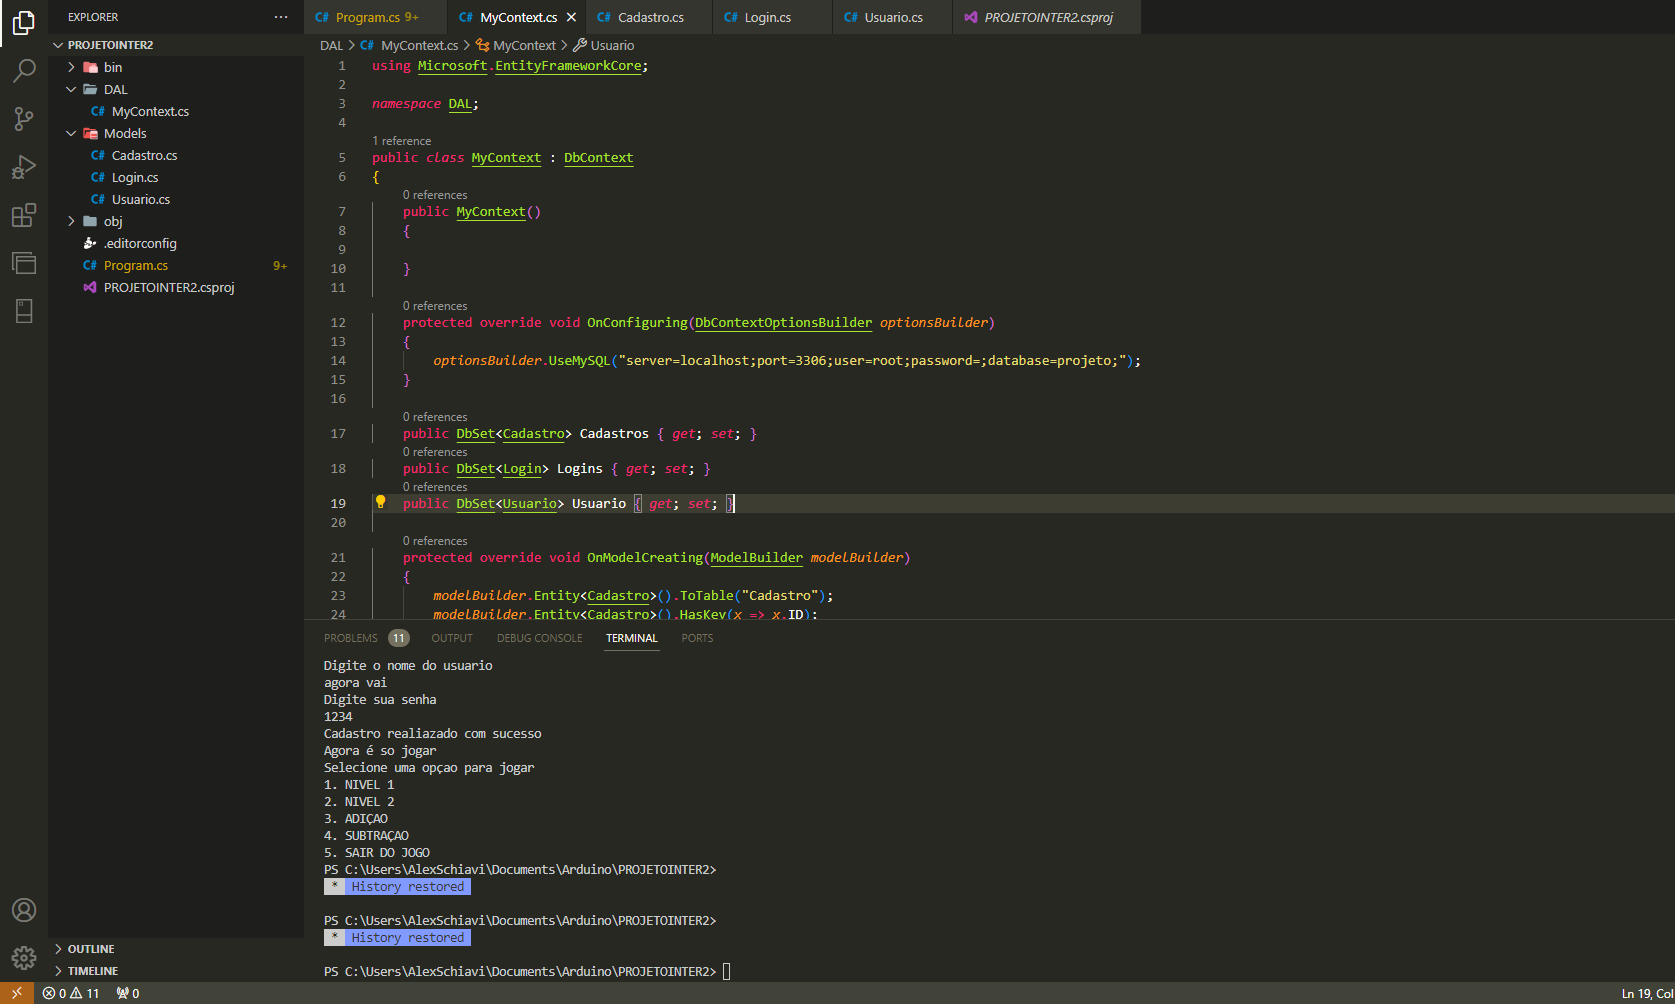 EXPLORER
PROJETOINTER2
bin
DAL
C# MyContext.cs
Models
C# Cadastro.cs
C# Login.cs
C# Usuario.cs
obj
.editorconfig
C# Program.cs 9+
PROJETOINTER2.csproj
OUTLINE
TIMELINE
C# Program.cs 9+
C# MyContext.cs
C# Cadastro.cs
C# Login.cs
C# Usuario.cs
PROJETOINTER2.csproj
DAL > C# MyContext.cs > MyContext > Usuario
1 using Microsoft.EntityFrameworkCore;
2
3 namespace DAL;
4
1 reference
5 public class MyContext : DbContext
6 {
0 references
7 public MyContext()
8 {
9
10 }
11
0 references
12 protected override void OnConfiguring(DbContextOptionsBuilder optionsBuilder)
13 {
14 optionsBuilder.UseMySQL("server=localhost;port=3306;user=root;password=;database=projeto;");
15 }
16
0 references
17 public DbSet<Cadastro> Cadastros { get; set; }
0 references
18 public DbSet<Login> Logins { get; set; }
0 references
19 public DbSet<Usuario> Usuario { get; set; }
20
0 references
21 protected override void OnModelCreating(ModelBuilder modelBuilder)
22 {
23 modelBuilder.Entity<Cadastro>().ToTable("Cadastro");
24 modelBuilder.Entity<Cadastro>().HasKey(x => x.ID);
PROBLEMS 11 OUTPUT DEBUG CONSOLE TERMINAL PORTS
Digite o nome do usuario
agora vai
Digite sua senha
1234
Cadastro realiazado com sucesso
Agora é so jogar
Selecione uma opçao para jogar
1. NIVEL 1
2. NIVEL 2
3. ADIÇAO
4. SUBTRAÇAO
5. SAIR DO JOGO
PS C:\Users\AlexSchiavi\Documents\Arduino\PROJETOINTER2>
* History restored
PS C:\Users\AlexSchiavi\Documents\Arduino\PROJETOINTER2>
* History restored
PS C:\Users\AlexSchiavi\Documents\Arduino\PROJETOINTER2>
0 11 0
Ln 19, Col